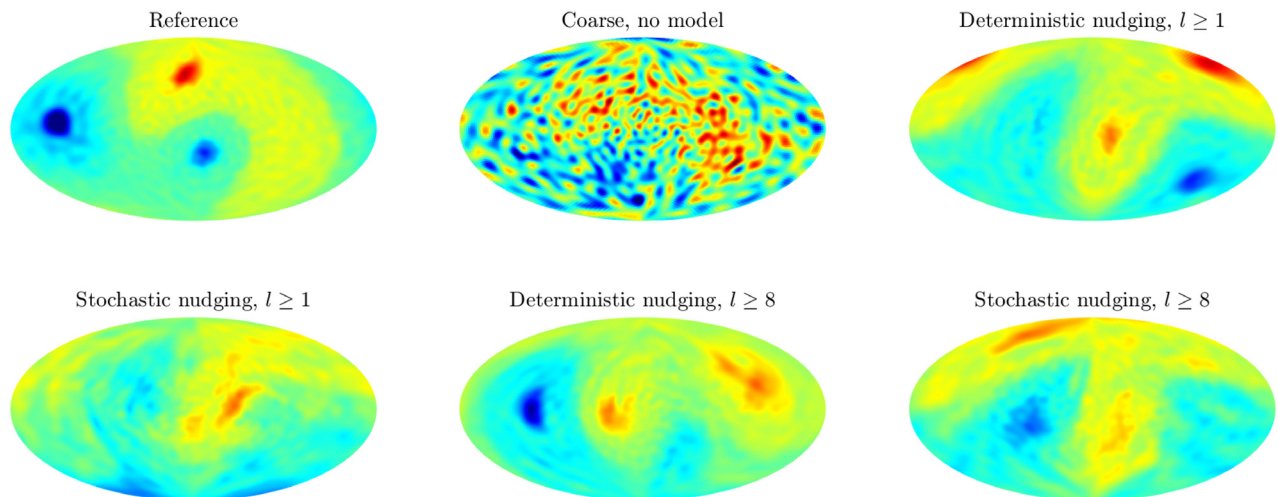 Reference
Coarse, no model
Deterministic nudging, l ≥ 1
Stochastic nudging, l ≥ 1
Deterministic nudging, l ≥ 8
Stochastic nudging, l ≥ 8